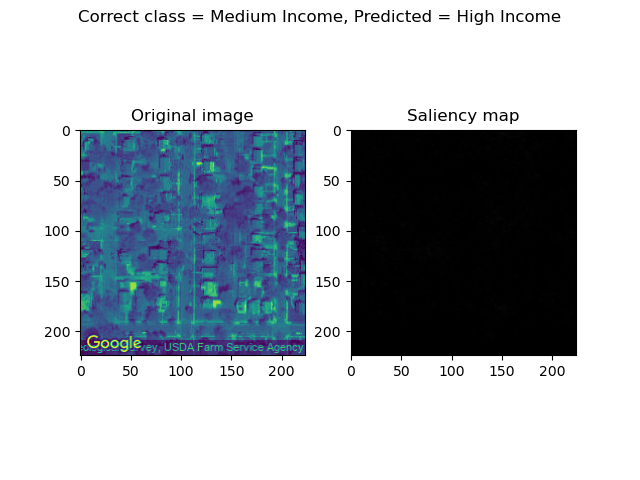 Correct class = Medium Income, Predicted = High Income
Original image
Saliency map
0
50
100
150
200
0 50 100 150 200
0
50
100
150
200
0 50 100 150 200
Google
Survey, USDA Farm Service Agency